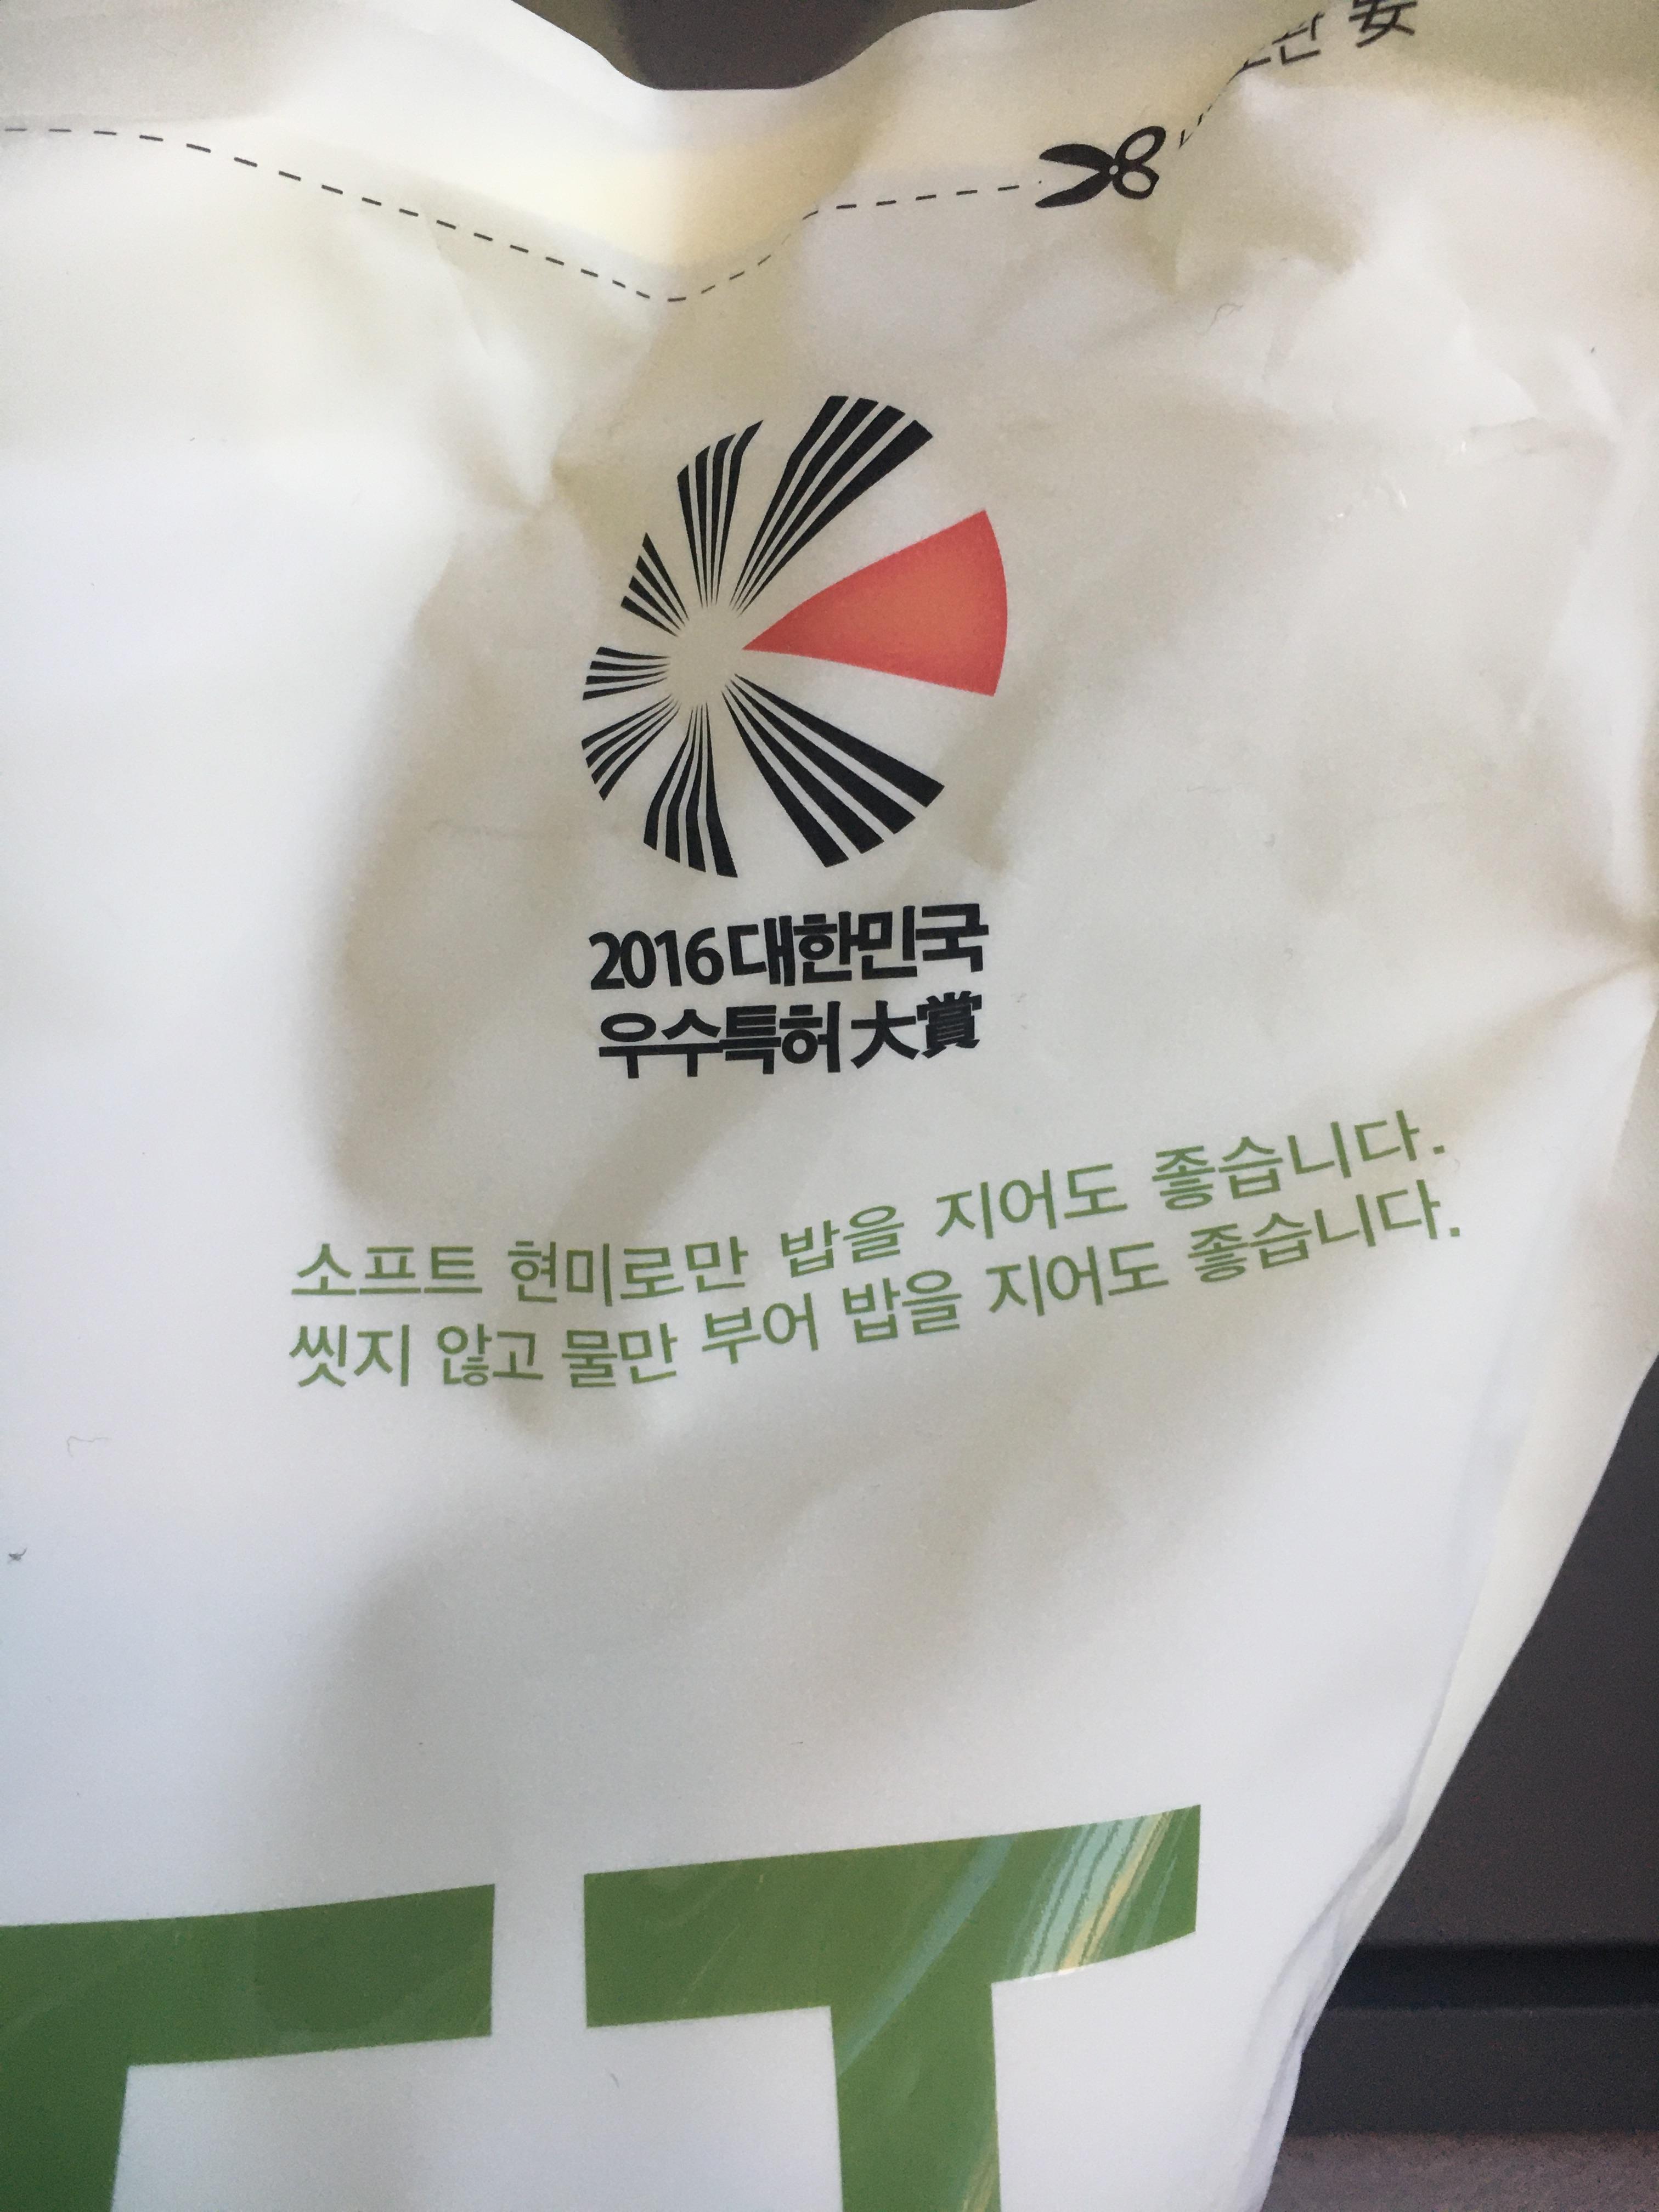 安
2016 대한민국
우수특허 大賞
소프트 현미로만 밥을 지어도 좋습니다.
씻지 않고 물만 부어 밥을 지어도 좋습니다.